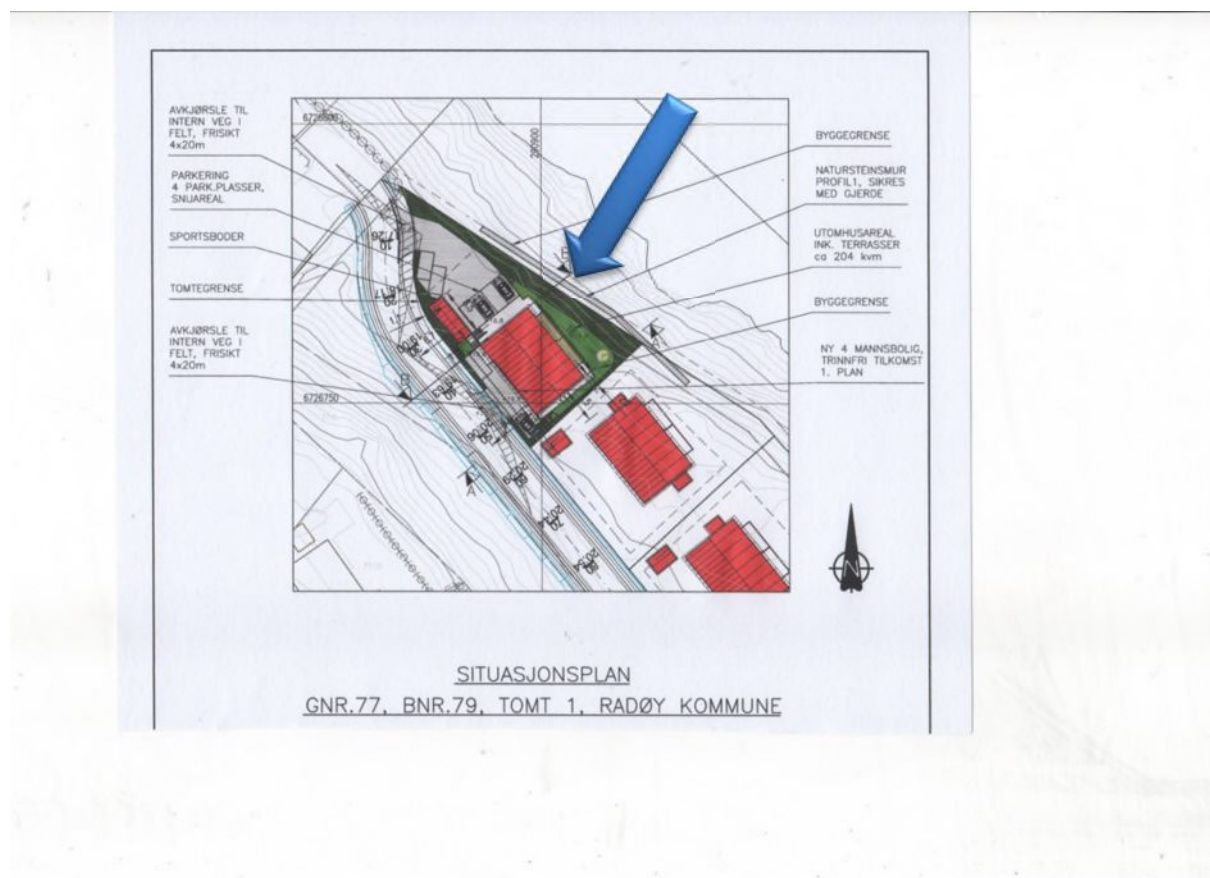 AVKJØRSLE TIL
INTERN VEG I
FELT, FRISIKT
4x20m
PARKERING
4 PARK.PLASSER,
SNUAREAL
SPORTSBODER
TOMTEGRENSE
AVKJØRSLE TIL
INTERN VEG I
FELT, FRISIKT
4x20m
6726800
280900
6726750
A
A
BYGGEGRENSE
NATURSTEINSMUR
PROFIL1, SIKRES
MED GJERDE
UTOMHUSAREAL
INK. TERRASSER
ca 204 kvm
BYGGEGRENSE
NY 4 MANNSBOLIG,
TRINNFRI TILKOMST
1. PLAN
N
SITUASJONSPLAN
GNR.77, BNR.79, TOMT 1, RADØY KOMMUNE